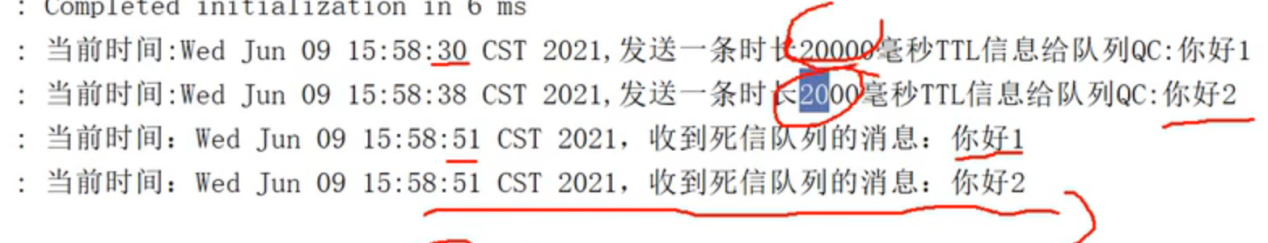 : Completed initialization in 6 ms
: 当前时间:Wed Jun 09 15:58:30 CST 2021,发送一条时长20000毫秒TTL信息给队列QC:你好1
: 当前时间:Wed Jun 09 15:58:38 CST 2021,发送一条时长2000毫秒TTL信息给队列QC:你好2
: 当前时间：Wed Jun 09 15:58:51 CST 2021，收到死信队列的消息：你好1
: 当前时间：Wed Jun 09 15:58:51 CST 2021，收到死信队列的消息：你好2